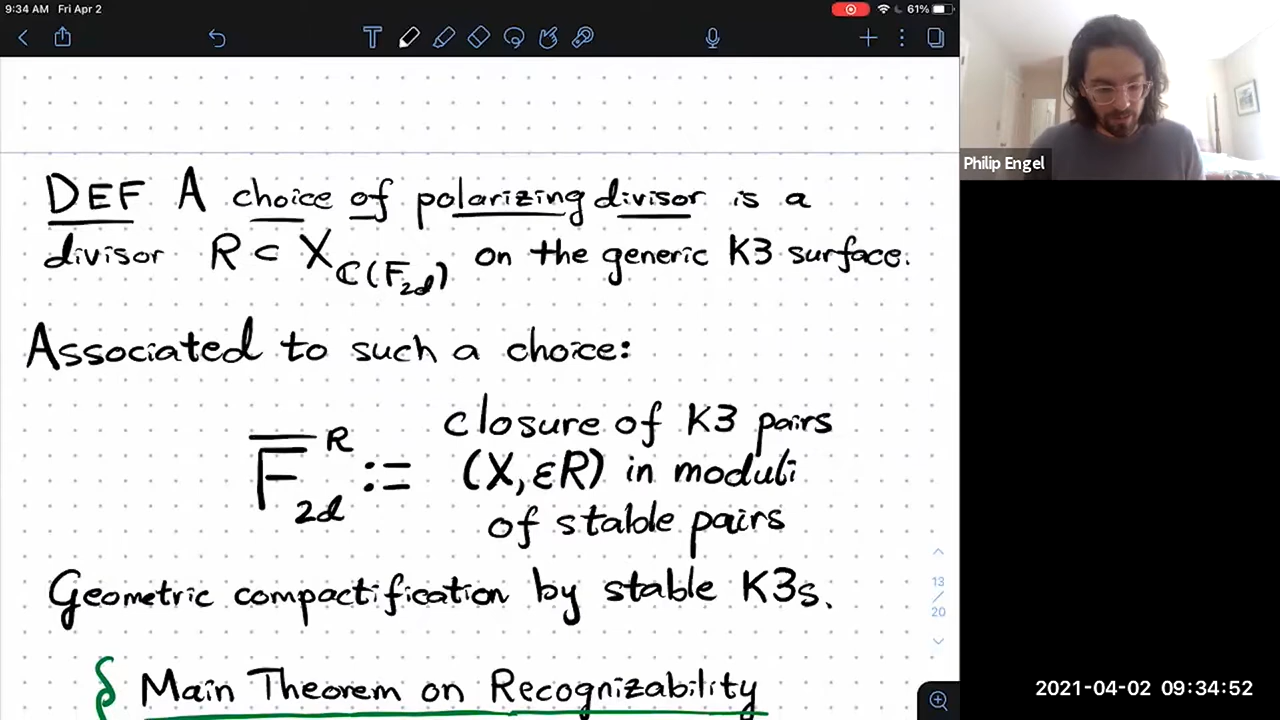 9:34 AM Fri Apr 2
61%
DEF A choice of polarizing divisor is a
divisor R ⊂ X_{ℂ(F_{2d})} on the generic K3 surface.
Associated to such a choice:
\overline{F}_{2d}^{R} := closure of K3 pairs
(X, εR) in moduli
of stable pairs
Geometric compactification by stable K3s.
§ Main Theorem on Recognizability
13
/
20
Philip Engel
2021-04-02 09:34:52